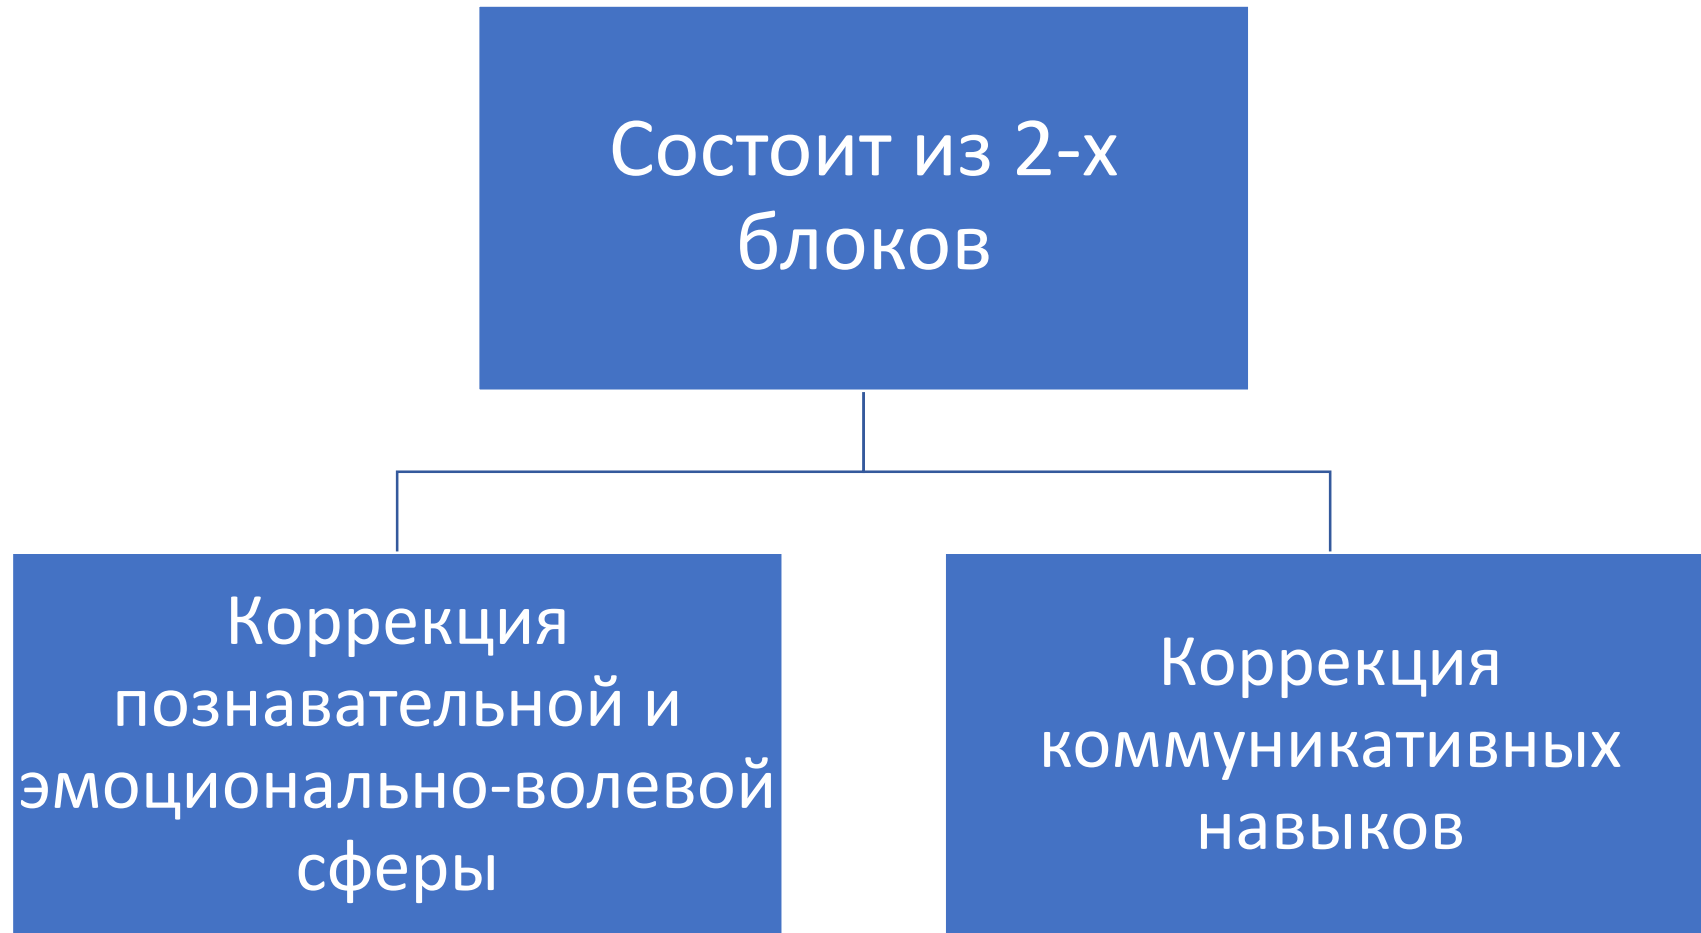 Состоит из 2-х
блоков
Коррекция
познавательной и
эмоционально-волевой
сферы
Коррекция
коммуникативных
навыков